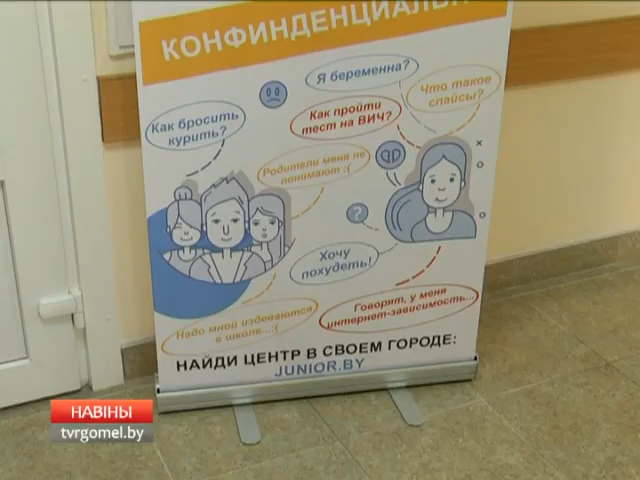 КОНФИНДЕНЦИАЛЬН
Я беременна?
Что такое
спайсы?
Как пройти
тест на ВИЧ?
Как бросить
курить?
Родители меня не
понимают :(
?
Хочу
похудеть!
Говорят, у меня
интернет-зависимость...
Надо мной издеваются
в школе...:(
НАЙДИ ЦЕНТР В СВОЕМ ГОРОДЕ:
JUNIOR.BY
НАВІНЫ
tvrgomel.by